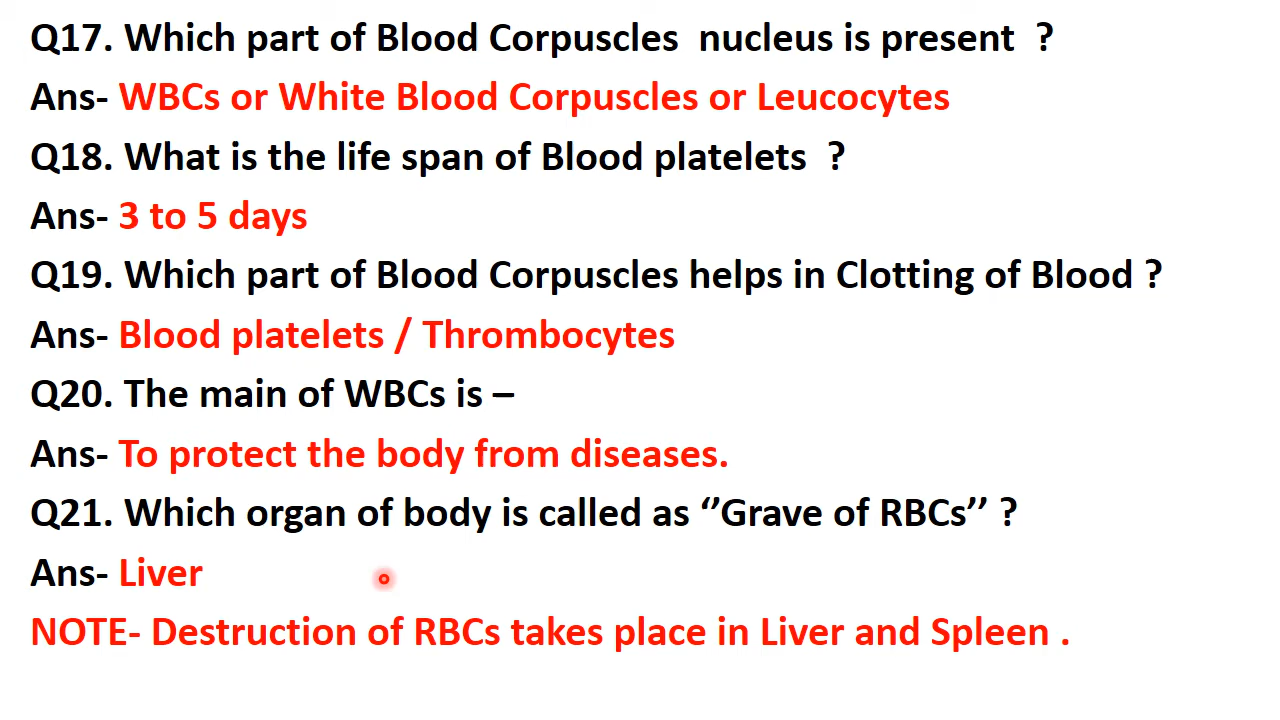 Q17. Which part of Blood Corpuscles  nucleus is present  ?
Ans- WBCs or White Blood Corpuscles or Leucocytes
Q18. What is the life span of Blood platelets  ?
Ans- 3 to 5 days
Q19. Which part of Blood Corpuscles helps in Clotting of Blood ?
Ans- Blood platelets / Thrombocytes
Q20. The main of WBCs is –
Ans- To protect the body from diseases.
Q21. Which organ of body is called as ‘’Grave of RBCs’’ ?
Ans- Liver
NOTE- Destruction of RBCs takes place in Liver and Spleen .